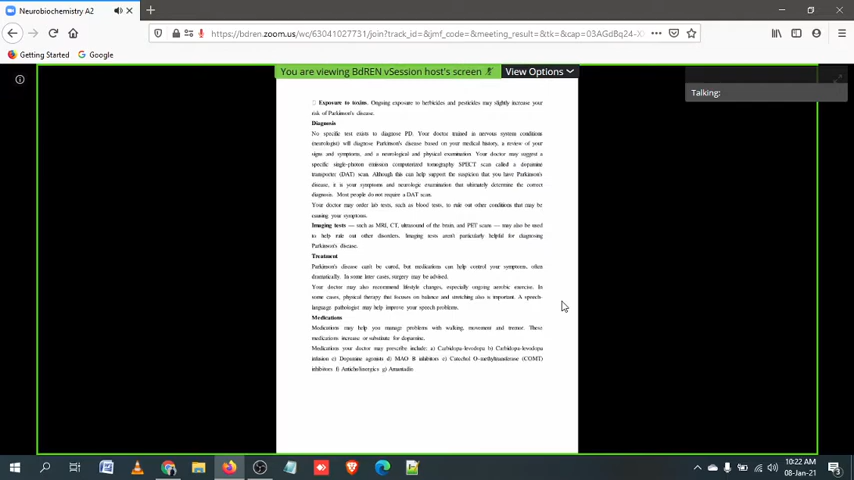 Neurobiochemistry A2
https://bdren.zoom.us/wc/63041027731/join?track_id=&jmf_code=&meeting_result=&tk=&cap=03AGdBq24-X
Getting Started Google
You are viewing BdREN vSession host's screen View Options
Talking:
Exposure to toxins. Ongoing exposure to herbicides and pesticides may slightly increase your
risk of Parkinson's disease.
Diagnosis
No specific test exists to diagnose PD. Your doctor trained in nervous system conditions
(neurologist) will diagnose Parkinson's disease based on your medical history, a review of your
signs and symptoms, and a neurological and physical examination. Your doctor may suggest a
specific single-photon emission computerized tomography SPECT scan called a dopamine
transporter (DAT) scan. Although this can help support the suspicion that you have Parkinson's
disease, it is your symptoms and neurologic examination that ultimately determine the correct
diagnosis. Most people do not require a DAT scan.
Your doctor may order lab tests, such as blood tests, to rule out other conditions that may be
causing your symptoms.
Imaging tests — such as MRI, CT, ultrasound of the brain, and PET scans — may also be used
to help rule out other disorders. Imaging tests aren't particularly helpful for diagnosing
Parkinson's disease.
Treatment
Parkinson's disease can't be cured, but medications can help control your symptoms, often
dramatically. In some later cases, surgery may be advised.
Your doctor may also recommend lifestyle changes, especially ongoing aerobic exercise. In
some cases, physical therapy that focuses on balance and stretching also is important. A speech-
language pathologist may help improve your speech problems.
Medications
Medications may help you manage problems with walking, movement and tremor. These
medications increase or substitute for dopamine.
Medications your doctor may prescribe include: a) Carbidopa-levodopa b) Carbidopa-levodopa
infusion c) Dopamine agonists d) MAO B inhibitors e) Catechol O-methyltransferase (COMT)
inhibitors f) Anticholinergics g) Amantadin
10:22 AM
08-Jan-21